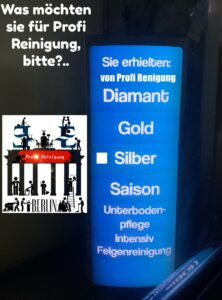 Was möchten
sie für Profi
Reinigung,
bitte?..
Profi Reinigung
BERLIN
Sie erhielten:
von Profi Renigung
Diamant
Gold
Silber
Saison
Unterboden-
pflege
Intensiv
Felgenreinigung